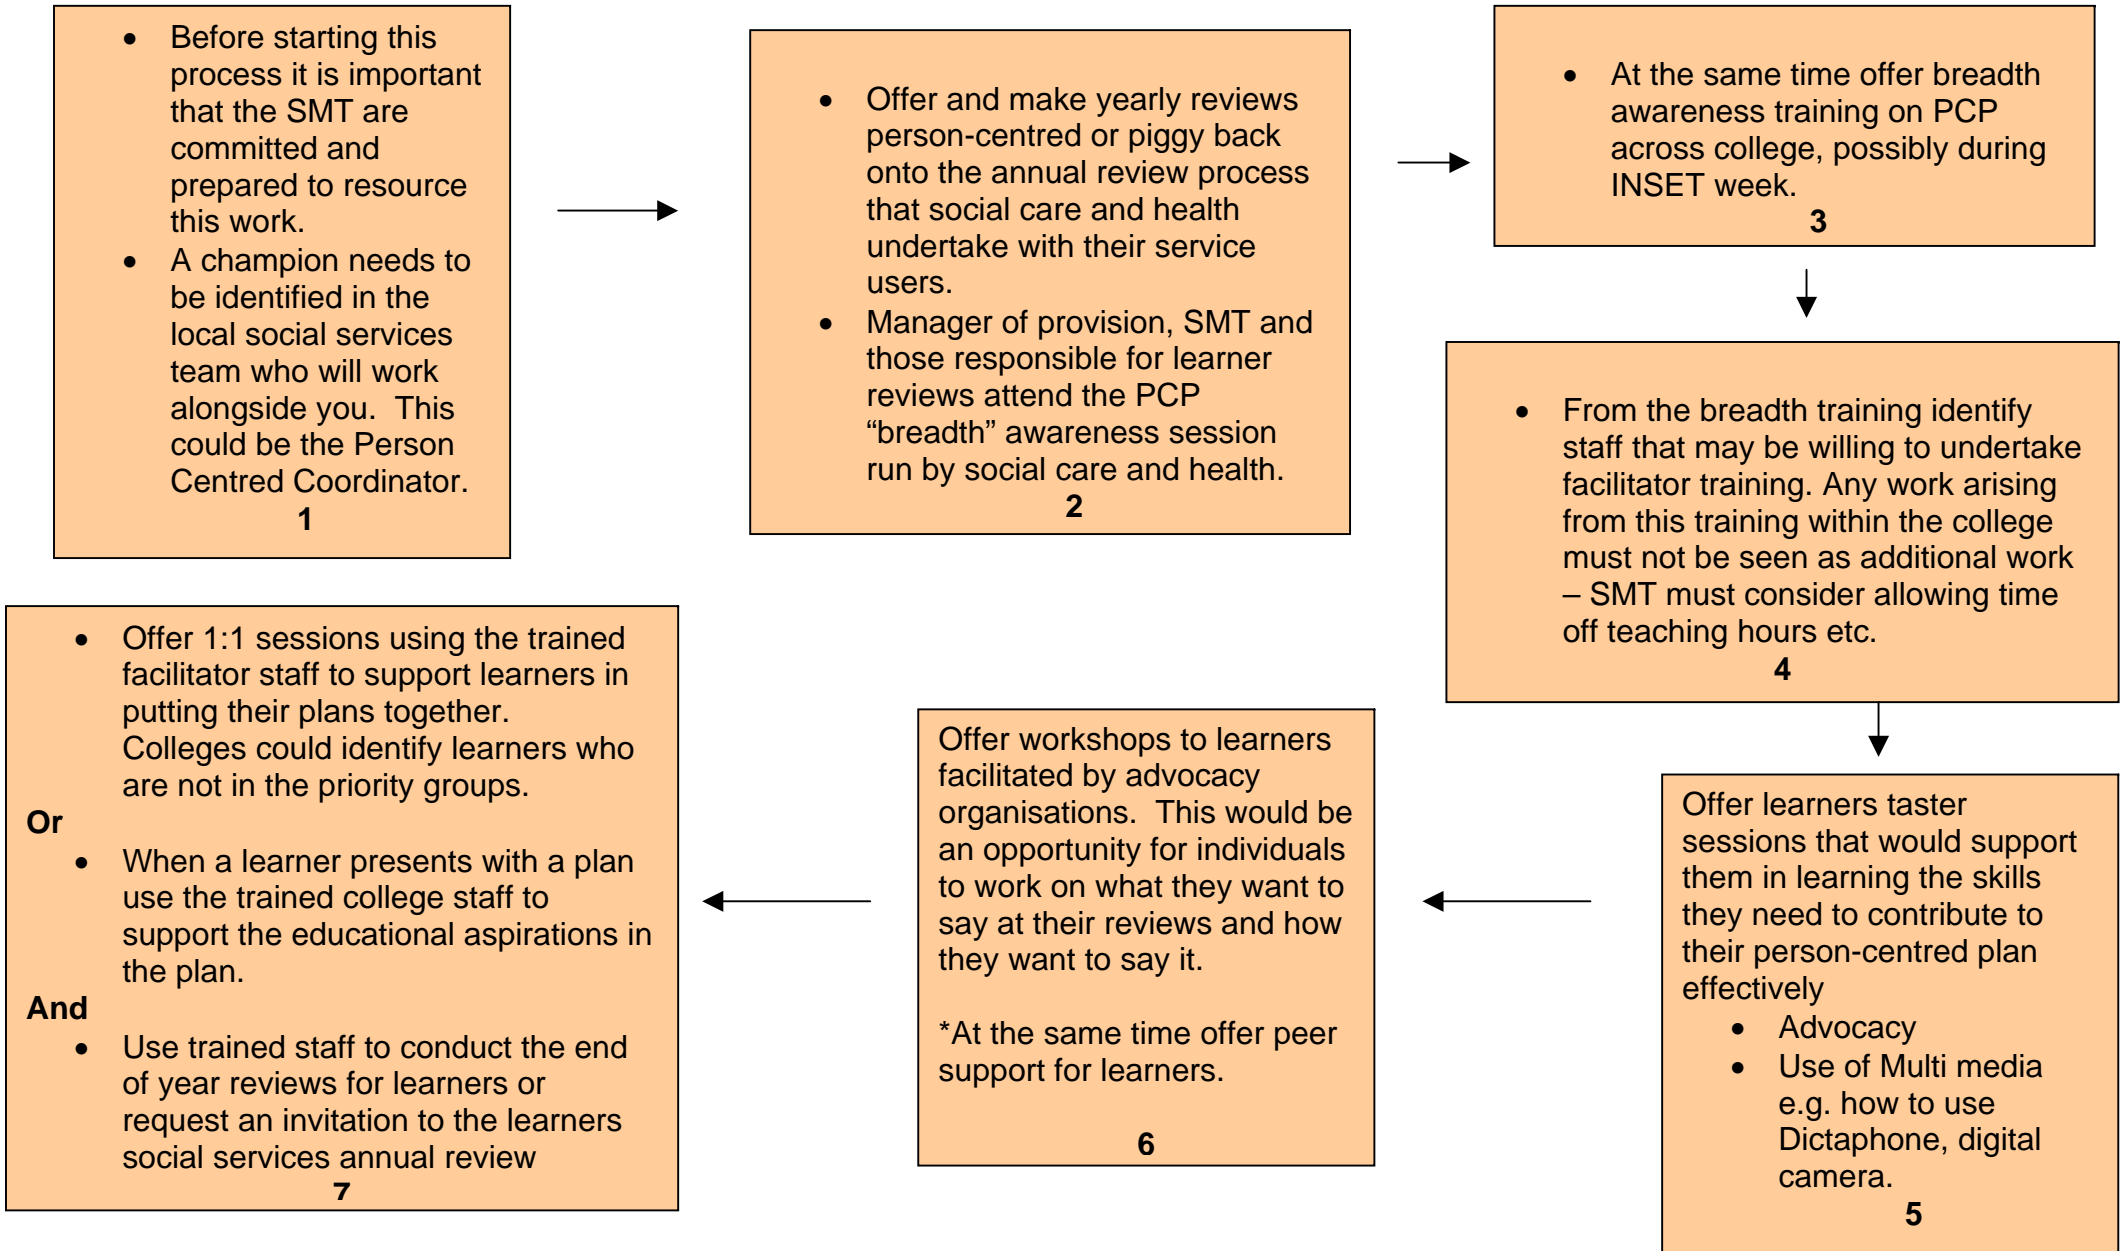 • Before starting this
process it is important
that the SMT are
committed and
prepared to resource
this work.
• A champion needs to
be identified in the
local social services
team who will work
alongside you.  This
could be the Person
Centred Coordinator.
1
• Offer and make yearly reviews
person-centred or piggy back
onto the annual review process
that social care and health
undertake with their service
users.
• Manager of provision, SMT and
those responsible for learner
reviews attend the PCP
“breadth” awareness session
run by social care and health.
2
• At the same time offer breadth
awareness training on PCP
across college, possibly during
INSET week.
3
• From the breadth training identify
staff that may be willing to undertake
facilitator training. Any work arising
from this training within the college
must not be seen as additional work
– SMT must consider allowing time
off teaching hours etc.
4
Offer learners taster
sessions that would support
them in learning the skills
they need to contribute to
their person-centred plan
effectively
• Advocacy
• Use of Multi media
e.g. how to use
Dictaphone, digital
camera.
5
Offer workshops to learners
facilitated by advocacy
organisations.  This would be
an opportunity for individuals
to work on what they want to
say at their reviews and how
they want to say it.
*At the same time offer peer
support for learners.
6
• Offer 1:1 sessions using the trained
facilitator staff to support learners in
putting their plans together.
Colleges could identify learners who
are not in the priority groups.
Or
• When a learner presents with a plan
use the trained college staff to
support the educational aspirations in
the plan.
And
• Use trained staff to conduct the end
of year reviews for learners or
request an invitation to the learners
social services annual review
7